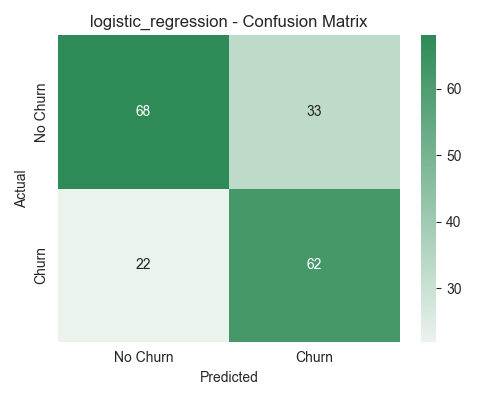 logistic_regression - Confusion Matrix
No Churn
Churn
Actual
68
33
22
62
No Churn
Churn
Predicted
60
50
40
30